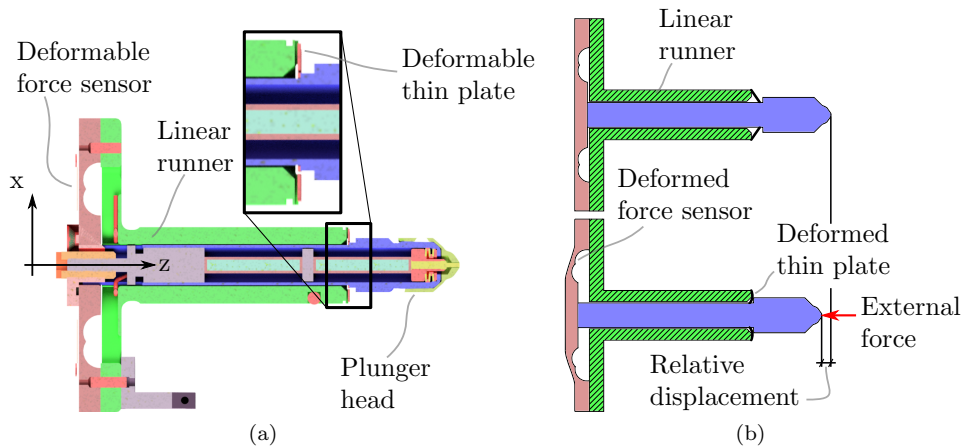 Deformable
force sensor
Linear
runner
Deformable
thin plate
x
z
Plunger
head
(a)
Linear
runner
Deformed
force sensor
Deformed
thin plate
External
force
Relative
displacement
(b)